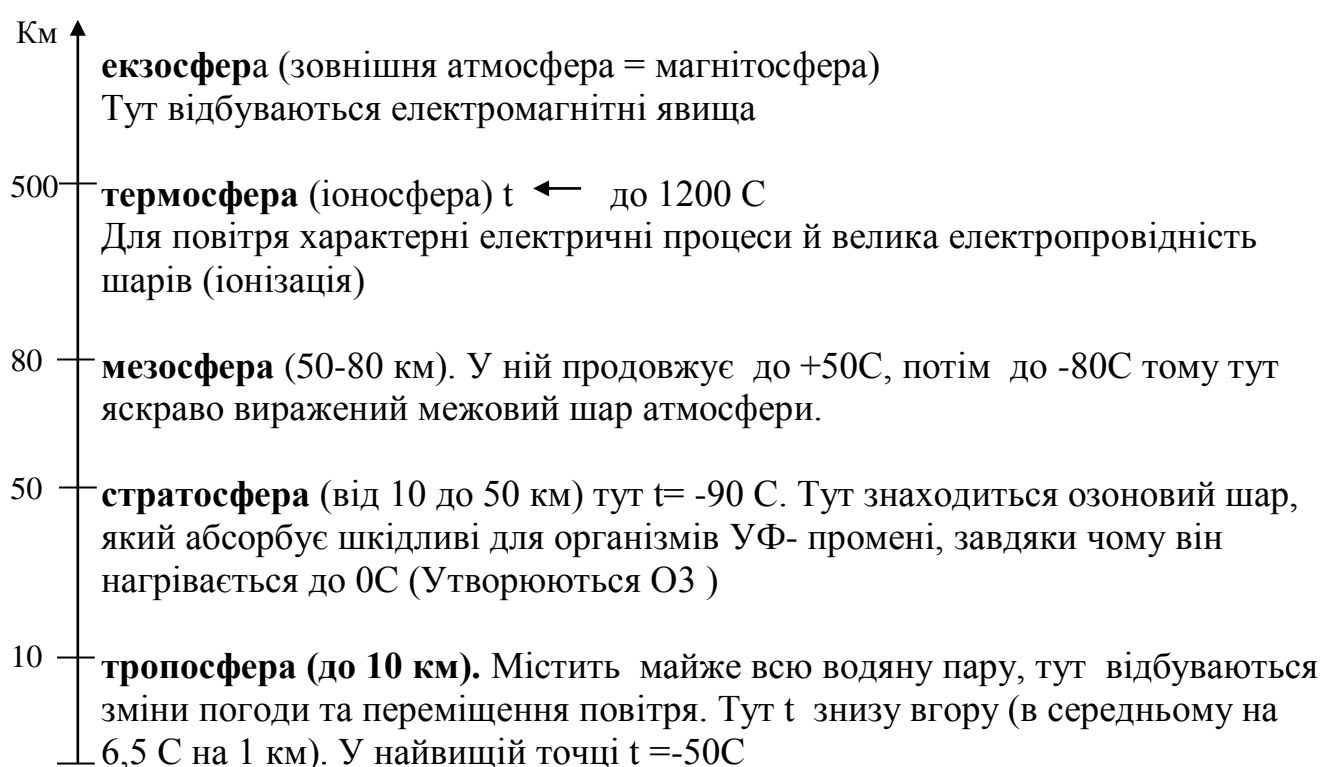 Км
екзосфера (зовнішня атмосфера = магнітосфера)
Тут відбуваються електромагнітні явища
500 термосфера (іоносфера) t ← до 1200 С
Для повітря характерні електричні процеси й велика електропровідність
шарів (іонізація)
80 мезосфера (50-80 км). У ній продовжує до +50С, потім до -80С тому тут
яскраво виражений межовий шар атмосфери.
50 стратосфера (від 10 до 50 км) тут t= -90 С. Тут знаходиться озоновий шар,
який абсорбує шкідливі для організмів УФ- промені, завдяки чому він
нагрівається до 0С (Утворюються О3 )
10 тропосфера (до 10 км). Містить майже всю водяну пару, тут відбуваються
зміни погоди та переміщення повітря. Тут t знизу вгору (в середньому на
6,5 С на 1 км). У найвищій точці t =-50С